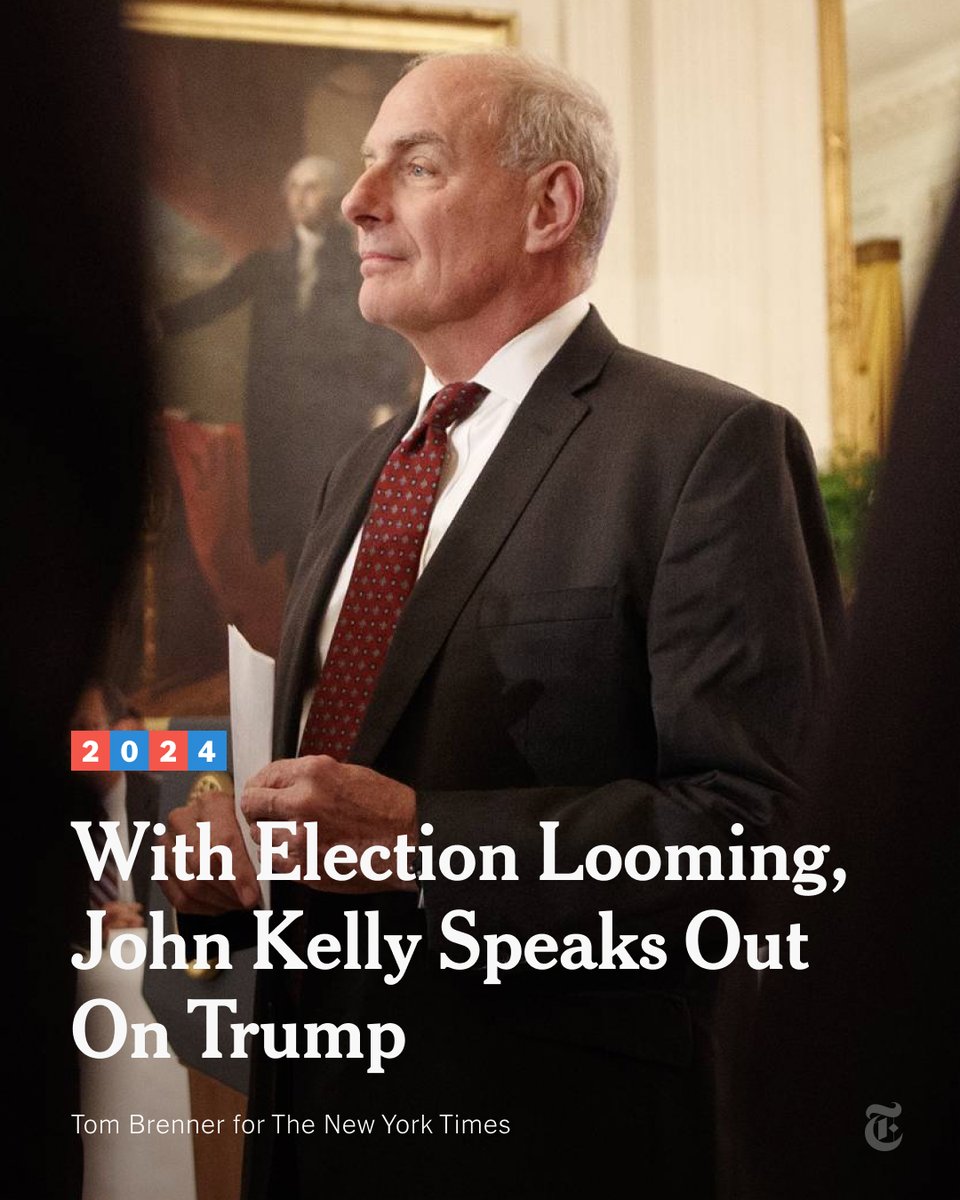 2024
With Election Looming,
John Kelly Speaks Out
On Trump
Tom Brenner for The New York Times
T